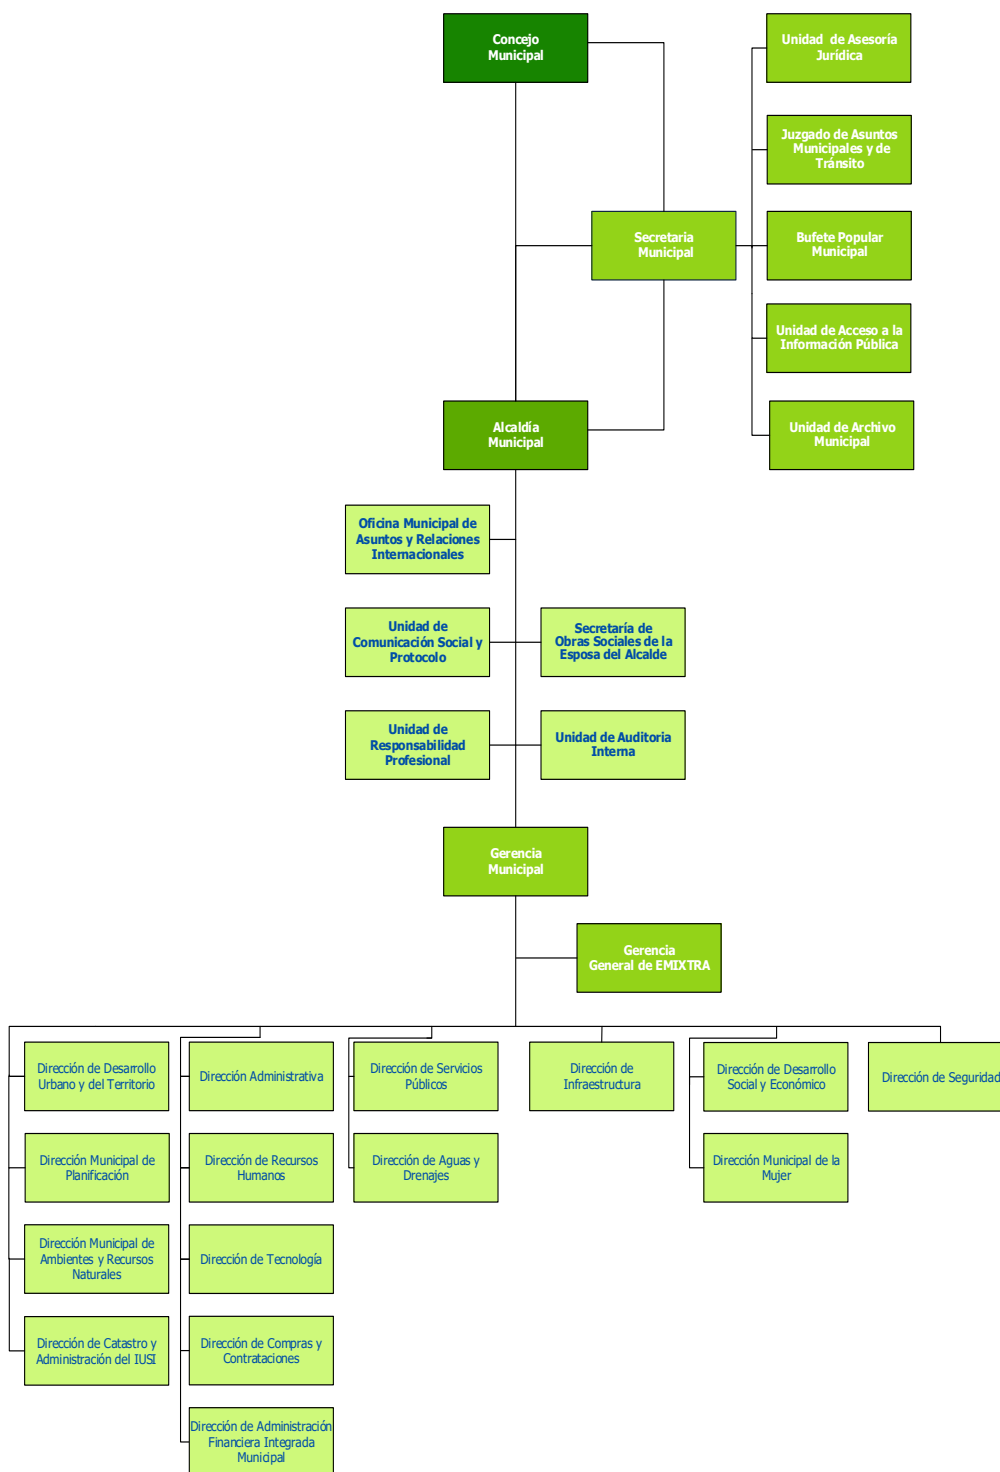 Concejo
Municipal
Unidad de Asesoría
Jurídica
Juzgado de Asuntos
Municipales y de
Tránsito
Secretaria
Municipal
Bufete Popular
Municipal
Unidad de Acceso a la
Información Pública
Alcaldía
Municipal
Unidad de Archivo
Municipal
Oficina Municipal de
Asuntos y Relaciones
Internacionales
Unidad de
Comunicación Social y
Protocolo
Secretaría de
Obras Sociales de la
Esposa del Alcalde
Unidad de
Responsabilidad
Profesional
Unidad de Auditoria
Interna
Gerencia
Municipal
Gerencia
General de EMIXTRA
Dirección de Desarrollo
Urbano y del Territorio
Dirección Administrativa
Dirección de Servicios
Públicos
Dirección de
Infraestructura
Dirección de Desarrollo
Social y Económico
Dirección de Seguridad
Dirección Municipal de
Planificación
Dirección de Recursos
Humanos
Dirección de Aguas y
Drenajes
Dirección Municipal de la
Mujer
Dirección Municipal de
Ambientes y Recursos
Naturales
Dirección de Tecnología
Dirección de Catastro y
Administración del IUSI
Dirección de Compras y
Contrataciones
Dirección de Administración
Financiera Integrada
Municipal